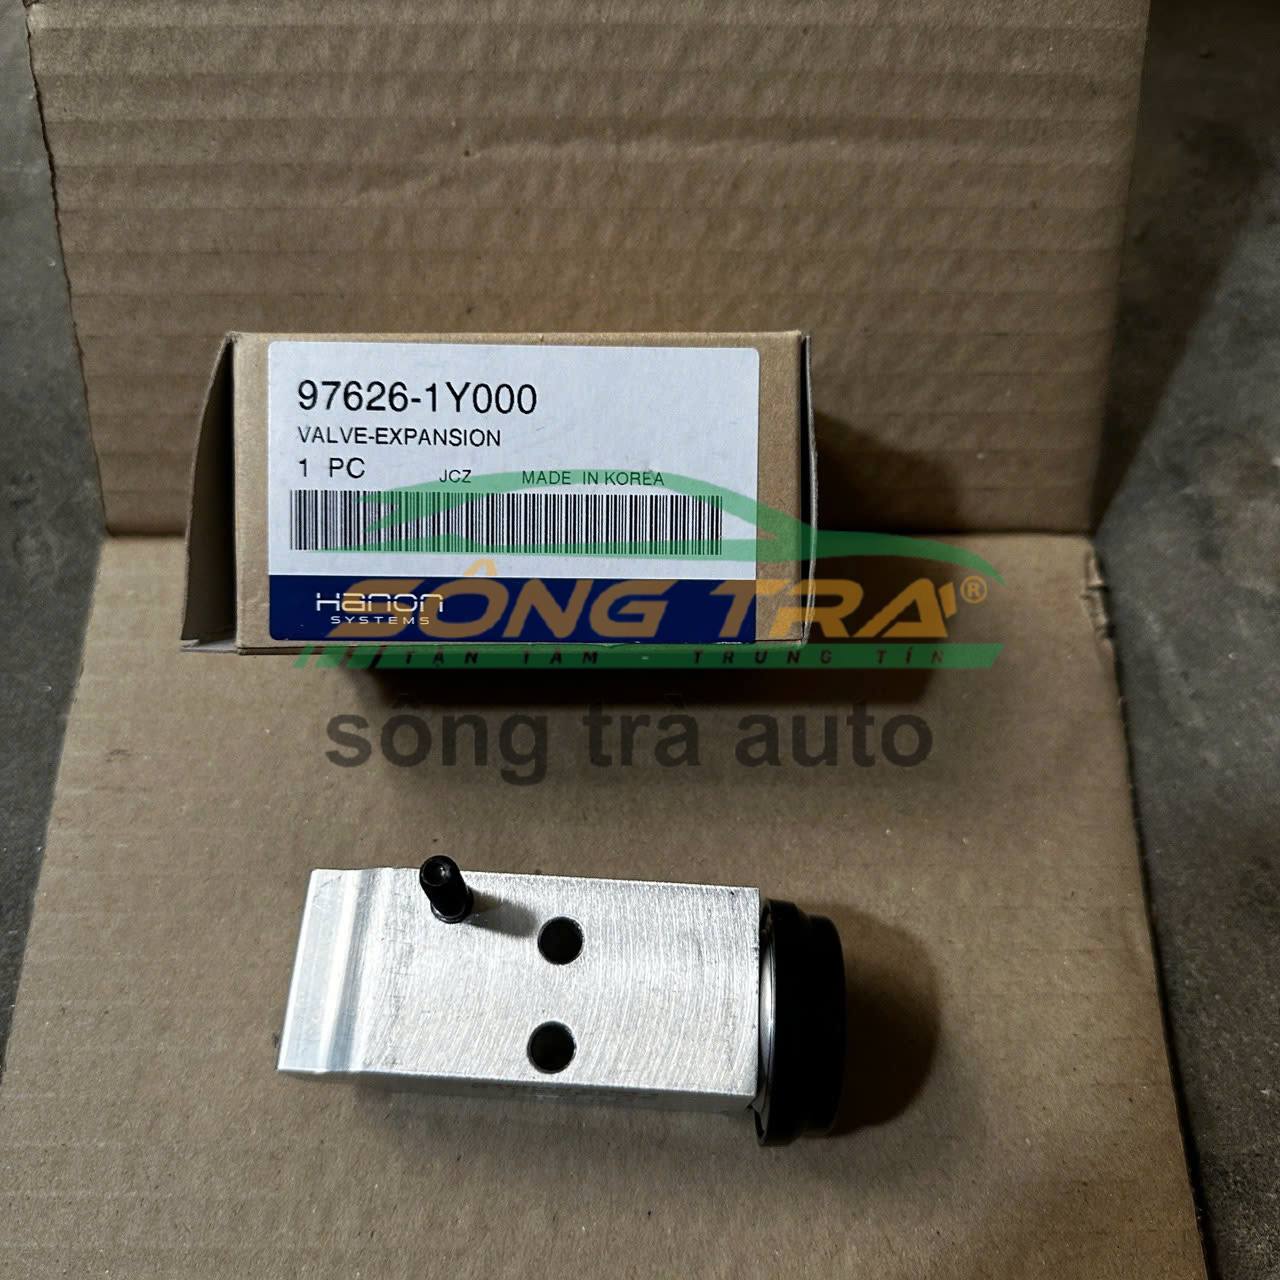 97626-1Y000
VALVE-EXPANSION
1 PC JCZ MADE IN KOREA
Hanon
SYSTEMS
SÔNG TRÀ®
TẬN TÂM - TRUNG TÍN
sông trà auto